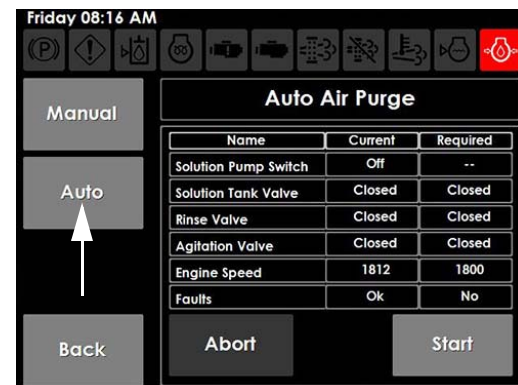 Friday 08:16 AM
(P)
Manual
Auto
Back
Auto Air Purge
Name Current Required
Solution Pump Switch Off --
Solution Tank Valve Closed Closed
Rinse Valve Closed Closed
Agitation Valve Closed Closed
Engine Speed 1812 1800
Faults Ok No
Abort Start